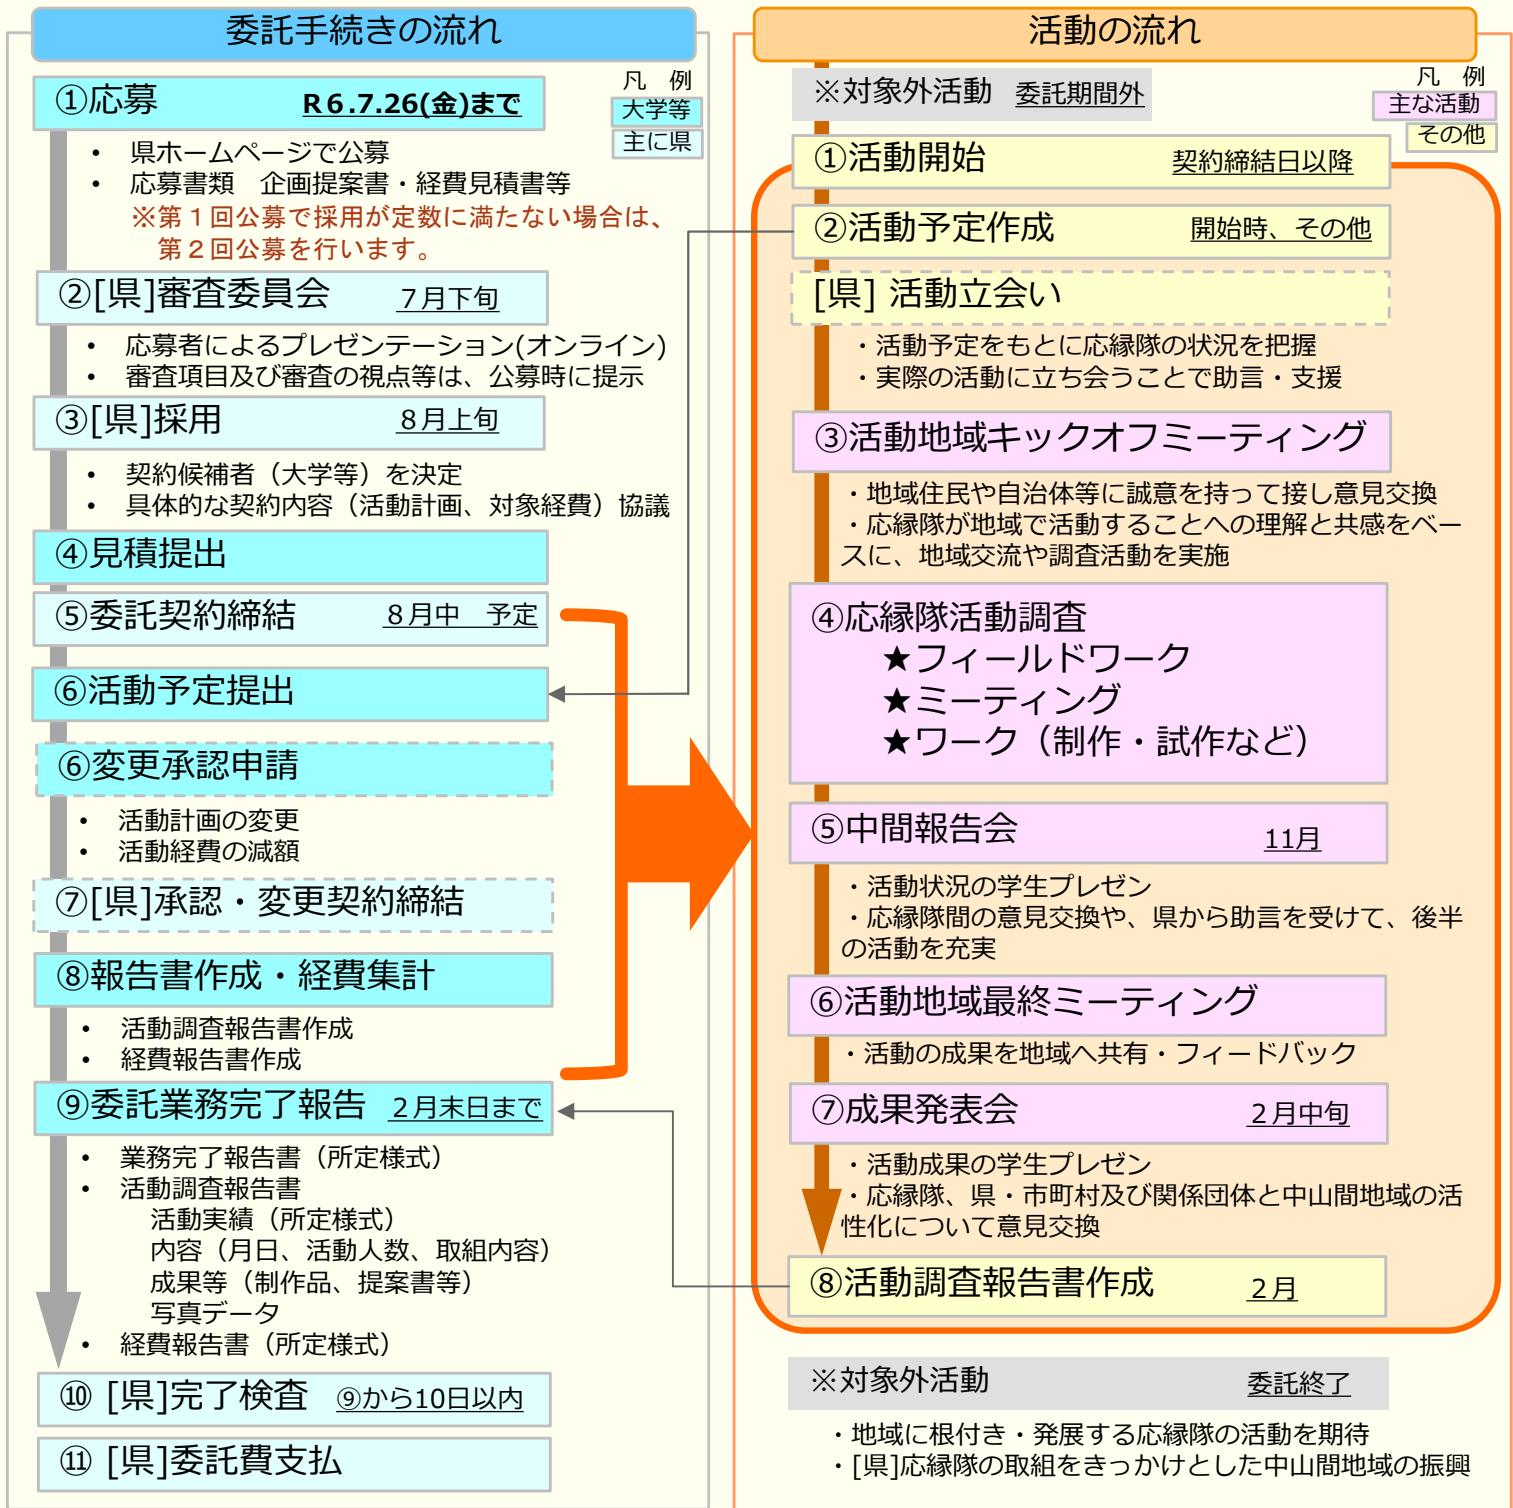 委託手続きの流れ
凡 例
大学等
主に県
①応募 R6.7.26(金)まで
• 県ホームページで公募
• 応募書類 企画提案書・経費見積書等
※第1回公募で採用が定数に満たない場合は、
第2回公募を行います。
②[県]審査委員会 7月下旬
• 応募者によるプレゼンテーション(オンライン)
• 審査項目及び審査の視点等は、公募時に提示
③[県]採用 8月上旬
• 契約候補者（大学等）を決定
• 具体的な契約内容（活動計画、対象経費）協議
④見積提出
⑤委託契約締結 8月中 予定
⑥活動予定提出
⑥変更承認申請
• 活動計画の変更
• 活動経費の減額
⑦[県]承認・変更契約締結
⑧報告書作成・経費集計
• 活動調査報告書作成
• 経費報告書作成
⑨委託業務完了報告 2月末日まで
• 業務完了報告書（所定様式）
• 活動調査報告書
活動実績（所定様式）
内容（月日、活動人数、取組内容）
成果等（制作品、提案書等）
写真データ
• 経費報告書（所定様式）
⑩ [県]完了検査 ⑨から10日以内
⑪ [県]委託費支払
活動の流れ
凡 例
主な活動
その他
※対象外活動 委託期間外
①活動開始 契約締結日以降
②活動予定作成 開始時、その他
[県] 活動立会い
・活動予定をもとに応縁隊の状況を把握
・実際の活動に立ち会うことで助言・支援
③活動地域キックオフミーティング
・地域住民や自治体等に誠意を持って接し意見交換
・応縁隊が地域で活動することへの理解と共感をベー
スに、地域交流や調査活動を実施
④応縁隊活動調査
★フィールドワーク
★ミーティング
★ワーク（制作・試作など）
⑤中間報告会 11月
・活動状況の学生プレゼン
・応縁隊間の意見交換や、県から助言を受けて、後半
の活動を充実
⑥活動地域最終ミーティング
・活動の成果を地域へ共有・フィードバック
⑦成果発表会 2月中旬
・活動成果の学生プレゼン
・応縁隊、県・市町村及び関係団体と中山間地域の活
性化について意見交換
⑧活動調査報告書作成 2月
※対象外活動 委託終了
・地域に根付き・発展する応縁隊の活動を期待
・[県]応縁隊の取組をきっかけとした中山間地域の振興